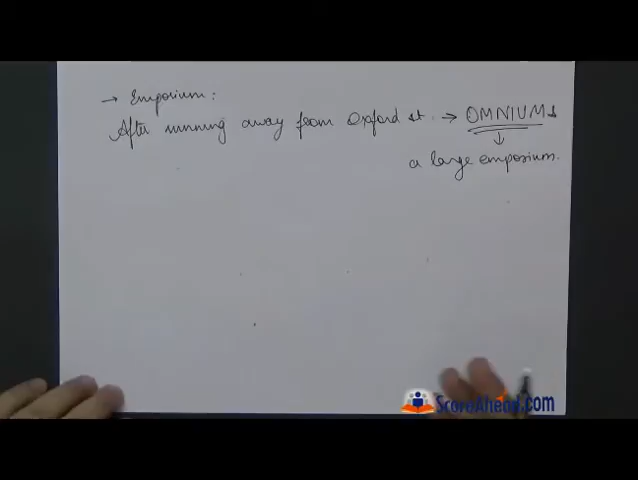 → Emporium:
After running away from Oxford st. → OMNIUMs
↓
a large emporium.
ScoreAhead.com